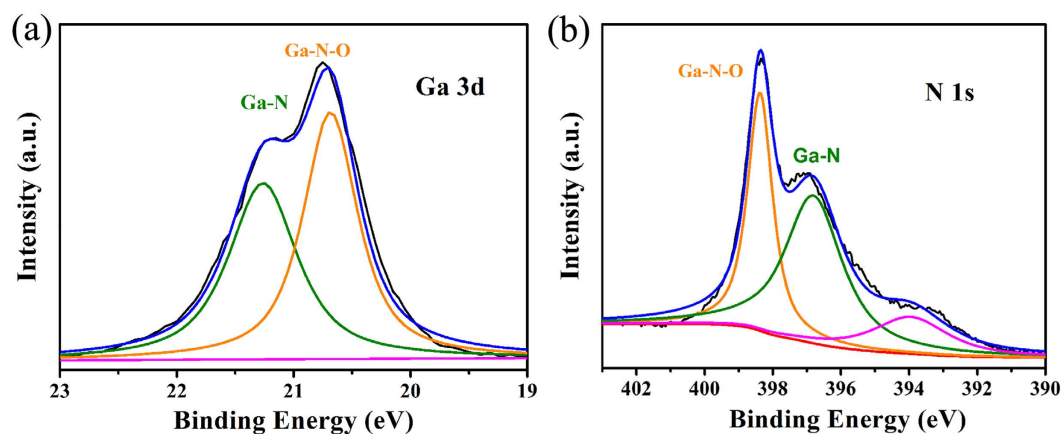 (a)
Ga-N-O
Ga-N
Ga 3d
Intensity (a.u.)
23 22 21 20 19
Binding Energy (eV)
(b)
Ga-N-O
N 1s
Ga-N
Intensity (a.u.)
402 400 398 396 394 392 390
Binding Energy (eV)